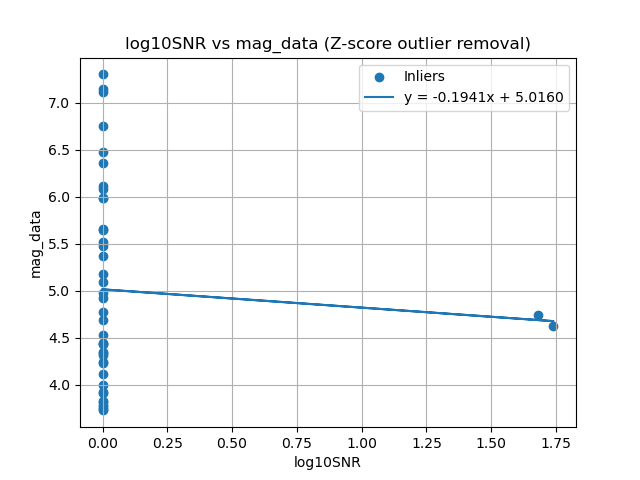 log10SNR vs mag_data (Z-score outlier removal)
Inliers
y = -0.1941x + 5.0160
7.0
6.5
6.0
5.5
5.0
4.5
4.0
mag_data
0.00 0.25 0.50 0.75 1.00 1.25 1.50 1.75
log10SNR